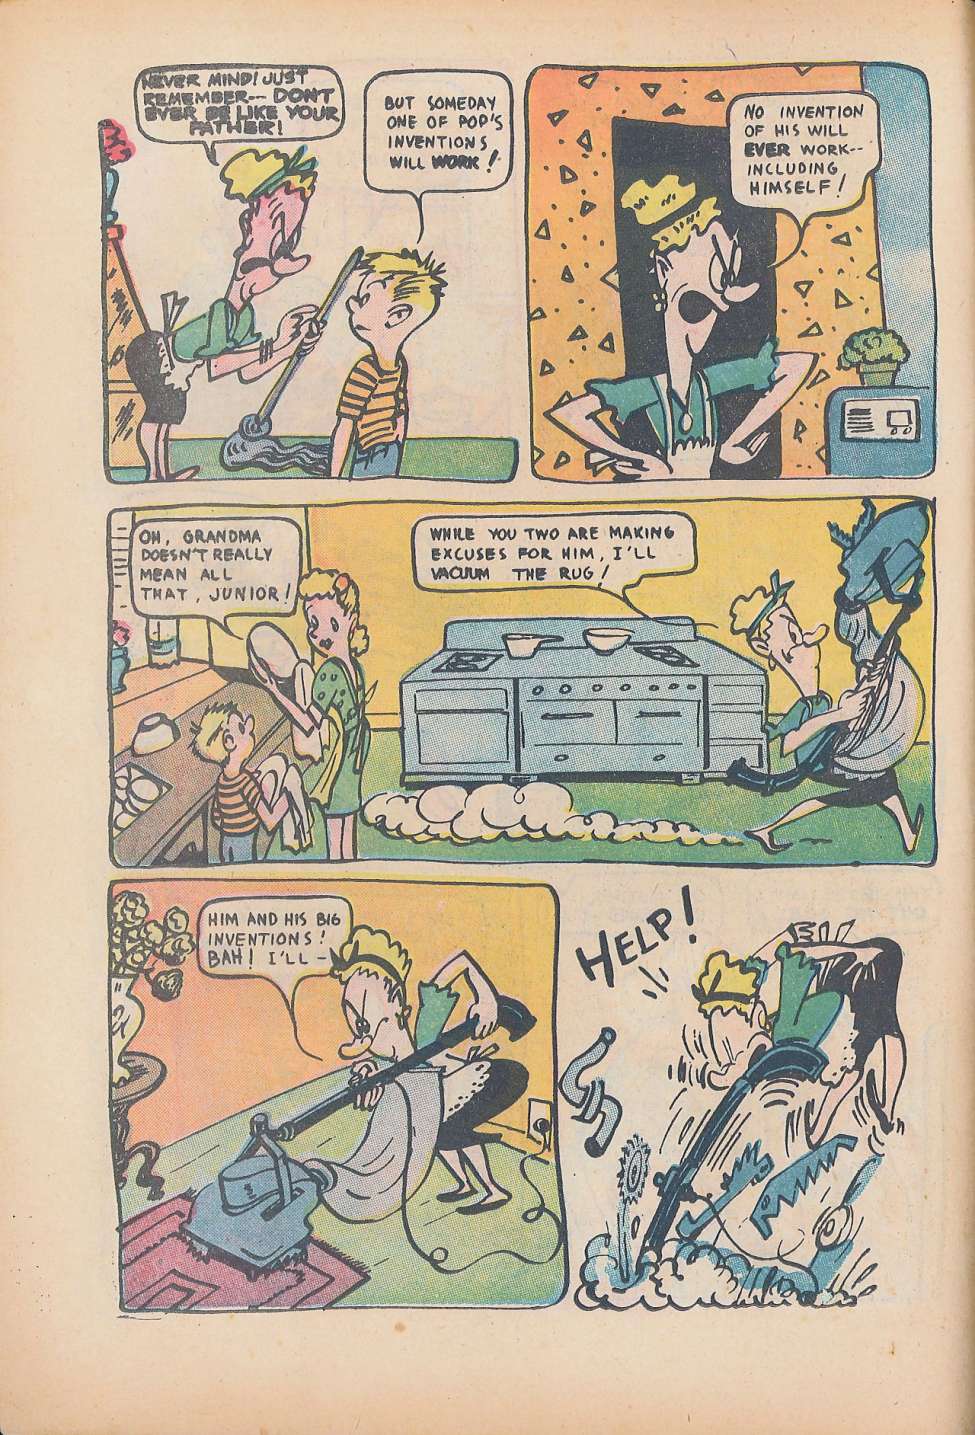 NEVER MIND! JUST
REMEMBER-- DON'T
EVER BE LIKE YOUR
FATHER!
BUT SOMEDAY
ONE OF POP'S
INVENTIONS
WILL WORK!
NO INVENTION
OF HIS WILL
EVER WORK--
INCLUDING
HIMSELF!
OH, GRANDMA
DOESN'T REALLY
MEAN ALL
THAT, JUNIOR!
WHILE YOU TWO ARE MAKING
EXCUSES FOR HIM, I'LL
VACUUM THE RUG!
HIM AND HIS BIG
INVENTIONS!
BAH! I'LL -
HELP!